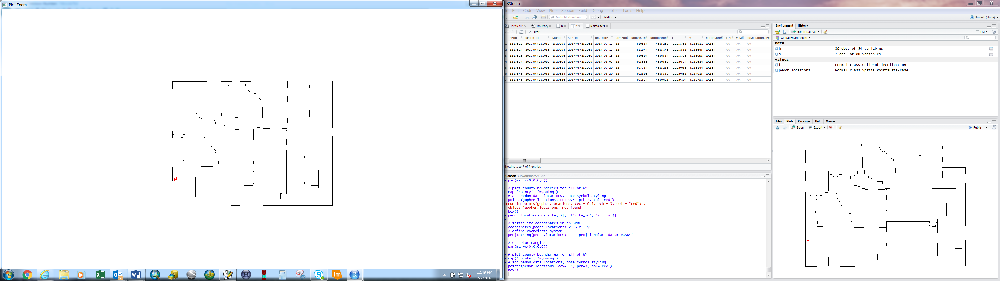 Plot Zoom
12:49 PM
2/7/2018
RStudio
Edit Code View Plots Session Build Debug Profile Tools Help
Go to file/function Addins
Project: (None)
Untitled1* .Rhistory h s R data sets
Filter
peiid pedon_id siteiid site_id obs_date utmzone utmeasting utmnorthing x y horizdatnm x_std y_std gpspositionalerro
1 1217512 2017WY7231082 1320293 2017WY7231082 2017-07-12 12 510367 4635252 -110.8751 41.86911 WGS84 NA NA NA
2 1217514 2017WY7231083 1320295 2017WY7231083 2017-07-12 12 511944 4633848 -110.8561 41.85645 WGS84 NA NA NA
3 1217515 2017WY7231030 1320296 2017WY7231030 2017-06-15 12 510597 4636564 -110.8723 41.88093 WGS84 NA NA NA
4 1217527 2017WY7231099 1320308 2017WY7231099 2017-08-02 12 503538 4630552 -110.9574 41.82684 WGS84 NA NA NA
5 1217532 2017WY7231093 1320313 2017WY7231093 2017-07-20 12 507764 4633286 -110.9065 41.85144 WGS84 NA NA NA
6 1217543 2017WY7231061 1320324 2017WY7231061 2017-06-20 12 502893 4635360 -110.9651 41.87015 WGS84 NA NA NA
7 1217545 2017WY7231058 1320326 2017WY7231058 2017-06-19 12 501624 4630611 -110.9804 41.82738 WGS84 NA NA NA
Showing 1 to 7 of 7 entries
Console C:/workspace2/
> par(mar=c(0,0,0,0))
>
> # plot county boundaries for all of WY
> map('county', 'wyoming')
> # add pedon data locations, note symbol styling
> points(gopher.locations, cex=0.5, pch=3, col='red')
Error in points(gopher.locations, cex = 0.5, pch = 3, col = "red") :
object 'gopher.locations' not found
> box()
> pedon.locations <- site(f)[, c('site_id', 'x', 'y')]
>
> # initialize coordinates in an SPDF
> coordinates(pedon.locations) <- ~ x + y
> # define coordinate system
> proj4string(pedon.locations) <- '+proj=longlat +datum=WGS84'
>
> # set plot margins
> par(mar=c(0,0,0,0))
>
> # plot county boundaries for all of WY
> map('county', 'wyoming')
> # add pedon data locations, note symbol styling
> points(pedon.locations, cex=0.5, pch=3, col='red')
> box()
>
Environment History
Import Dataset List
Global Environment
Data
h 39 obs. of 54 variables
s 7 obs. of 80 variables
Values
f Formal class SoilProfileCollection
pedon.locations Formal class SpatialPointsDataFrame
Files Plots Packages Help Viewer
Zoom Export Publish